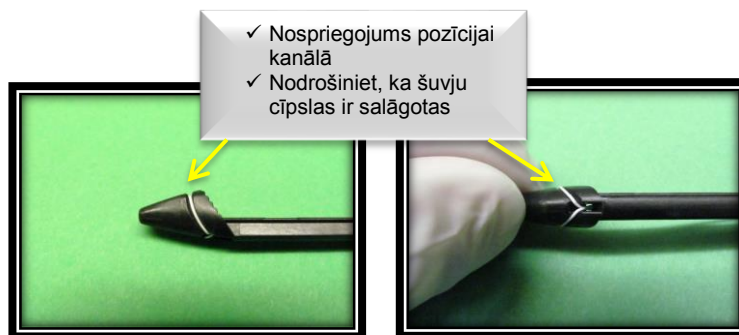 ✓ Nospriegojums pozīcijai
kanālā
✓ Nodrošiniet, ka šuvju
cīpslas ir salāgotas